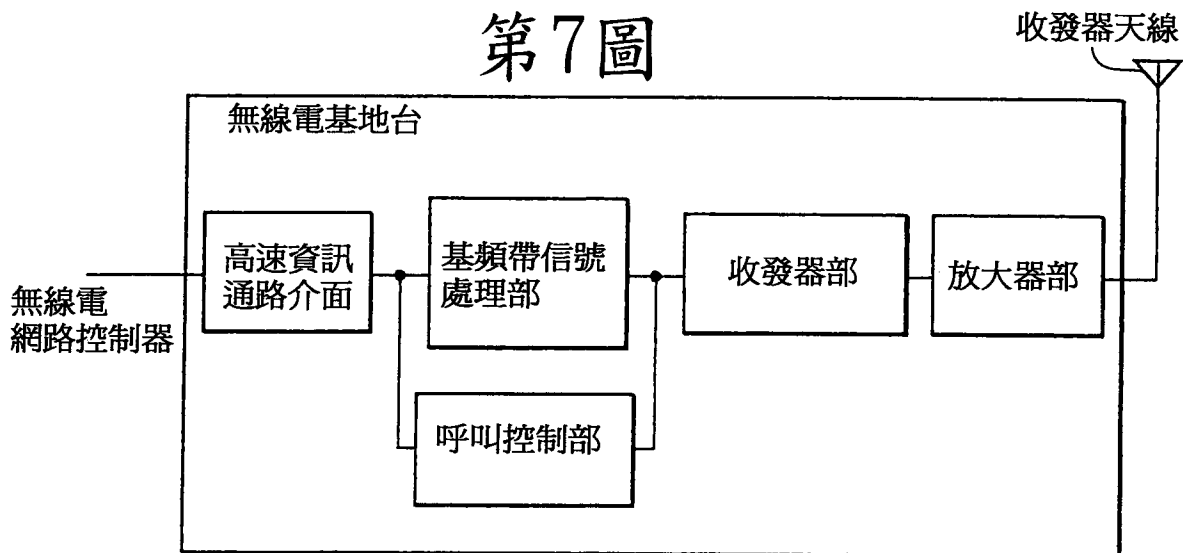 第7圖
收發器天線
無線電基地台
高速資訊
通路介面
基頻帶信號
處理部
收發器部
放大器部
無線電
網路控制器
呼叫控制部